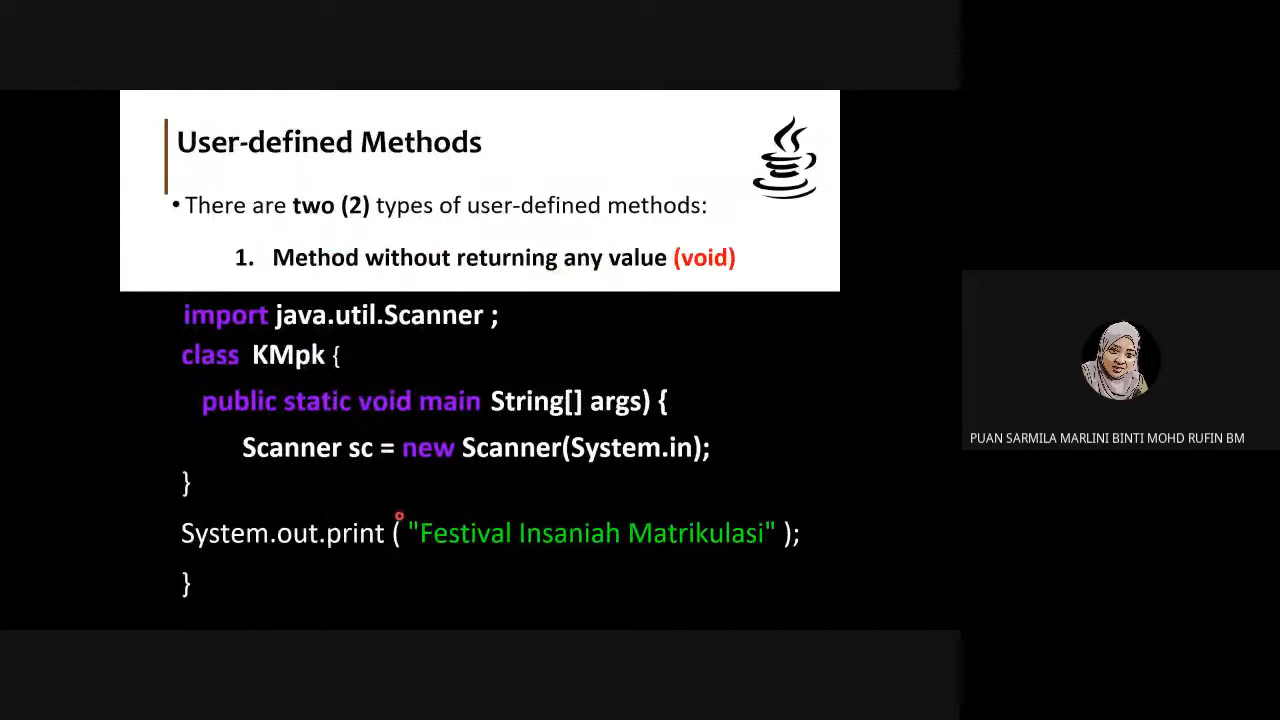 User-defined Methods
• There are two (2) types of user-defined methods:
1. Method without returning any value (void)
import java.util.Scanner ;
class KMpk {
public static void main String[] args) {
Scanner sc = new Scanner(System.in);
}
System.out.print ( "Festival Insaniah Matrikulasi" );
}
PUAN SARMILA MARLINI BINTI MOHD RUFIN BM